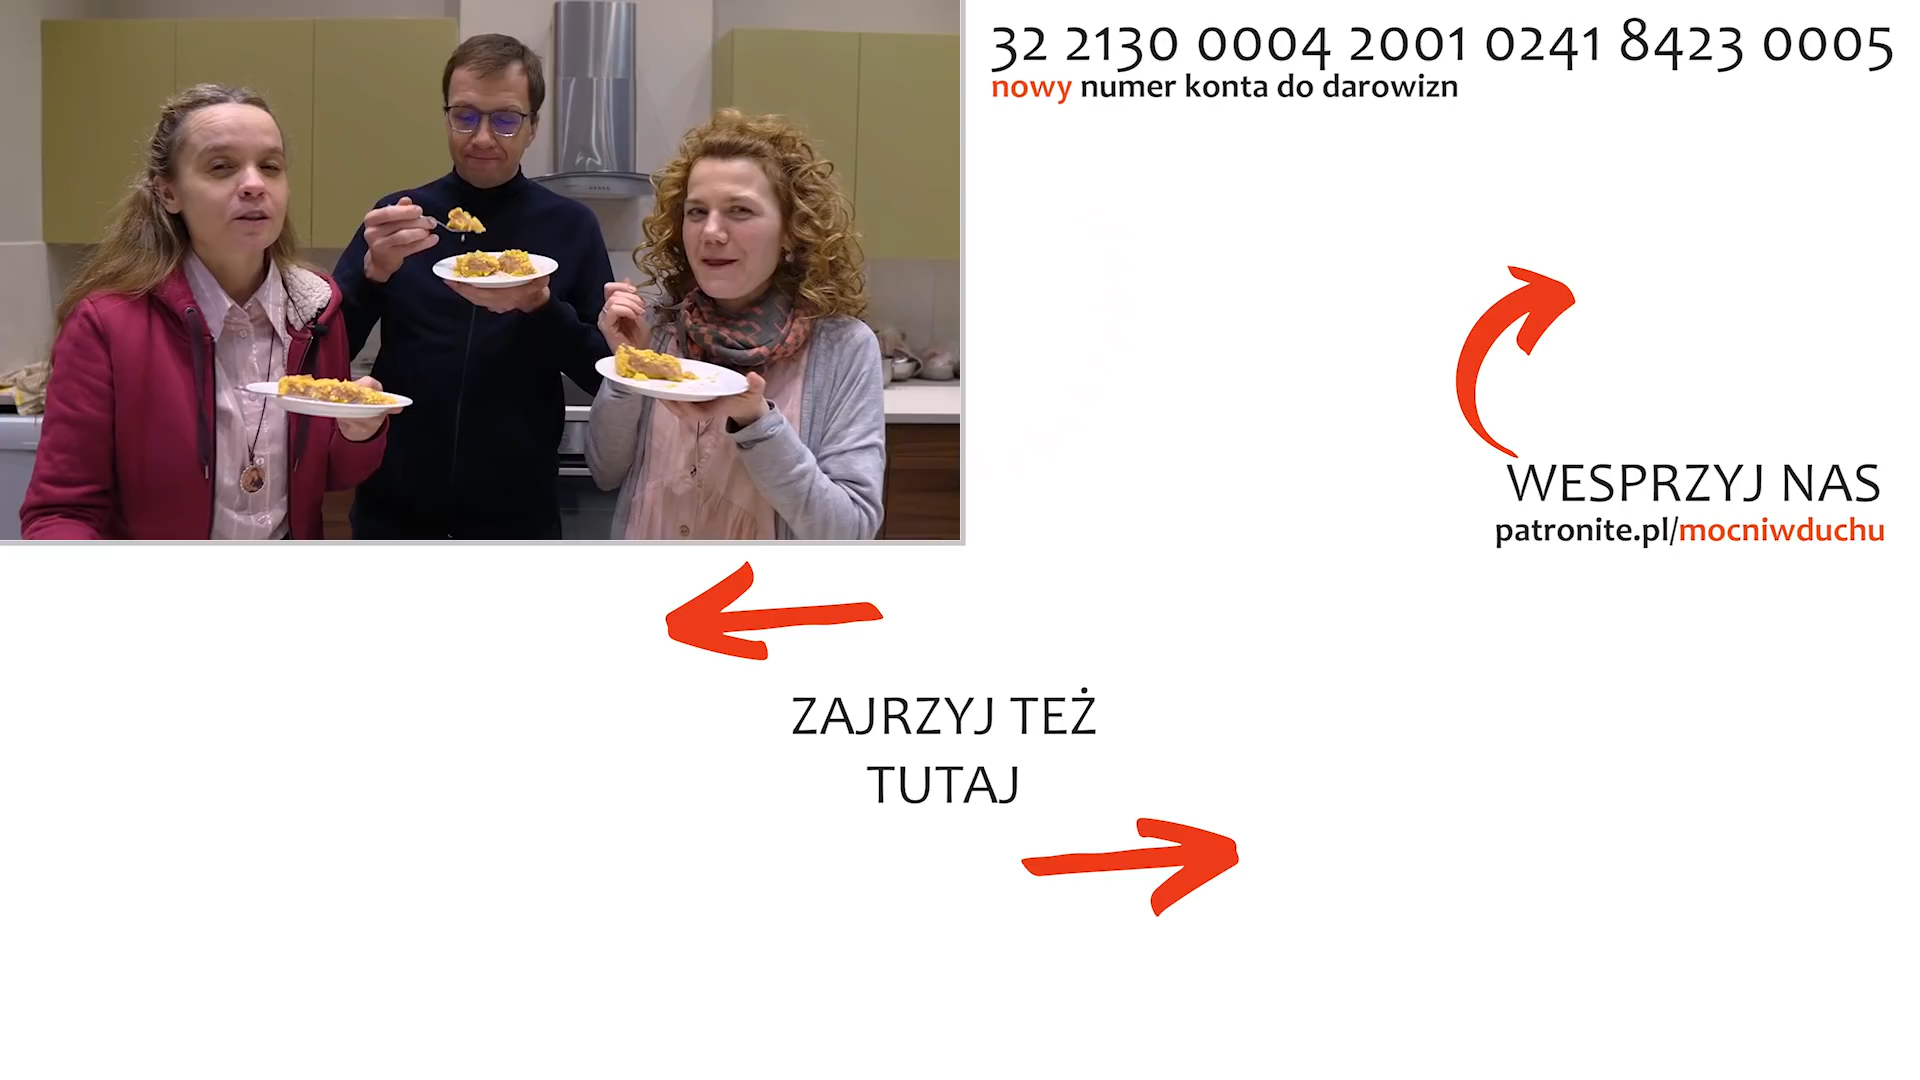 32 2130 0004 2001 0241 8423 0005
nowy numer konta do darowizn
WESPRZYJ NAS
patronite.pl/mocniwduchu
ZAJRZYJ TEŻ
TUTAJ